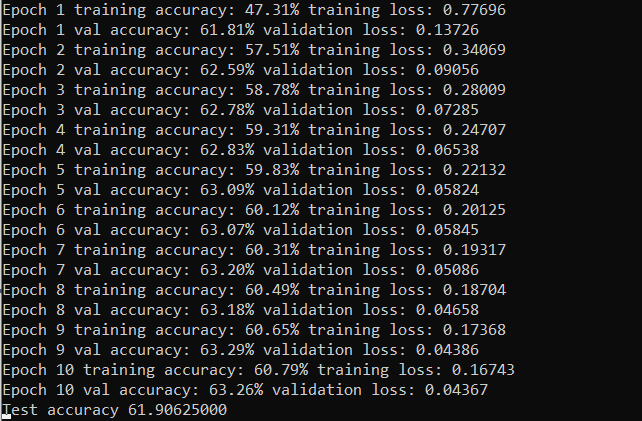 Epoch 1 training accuracy: 47.31% training loss: 0.77696
Epoch 1 val accuracy: 61.81% validation loss: 0.13726
Epoch 2 training accuracy: 57.51% training loss: 0.34069
Epoch 2 val accuracy: 62.59% validation loss: 0.09056
Epoch 3 training accuracy: 58.78% training loss: 0.28009
Epoch 3 val accuracy: 62.78% validation loss: 0.07285
Epoch 4 training accuracy: 59.31% training loss: 0.24707
Epoch 4 val accuracy: 62.83% validation loss: 0.06538
Epoch 5 training accuracy: 59.83% training loss: 0.22132
Epoch 5 val accuracy: 63.09% validation loss: 0.05824
Epoch 6 training accuracy: 60.12% training loss: 0.20125
Epoch 6 val accuracy: 63.07% validation loss: 0.05845
Epoch 7 training accuracy: 60.31% training loss: 0.19317
Epoch 7 val accuracy: 63.20% validation loss: 0.05086
Epoch 8 training accuracy: 60.49% training loss: 0.18704
Epoch 8 val accuracy: 63.18% validation loss: 0.04658
Epoch 9 training accuracy: 60.65% training loss: 0.17368
Epoch 9 val accuracy: 63.29% validation loss: 0.04386
Epoch 10 training accuracy: 60.79% training loss: 0.16743
Epoch 10 val accuracy: 63.26% validation loss: 0.04367
Test accuracy 61.90625000